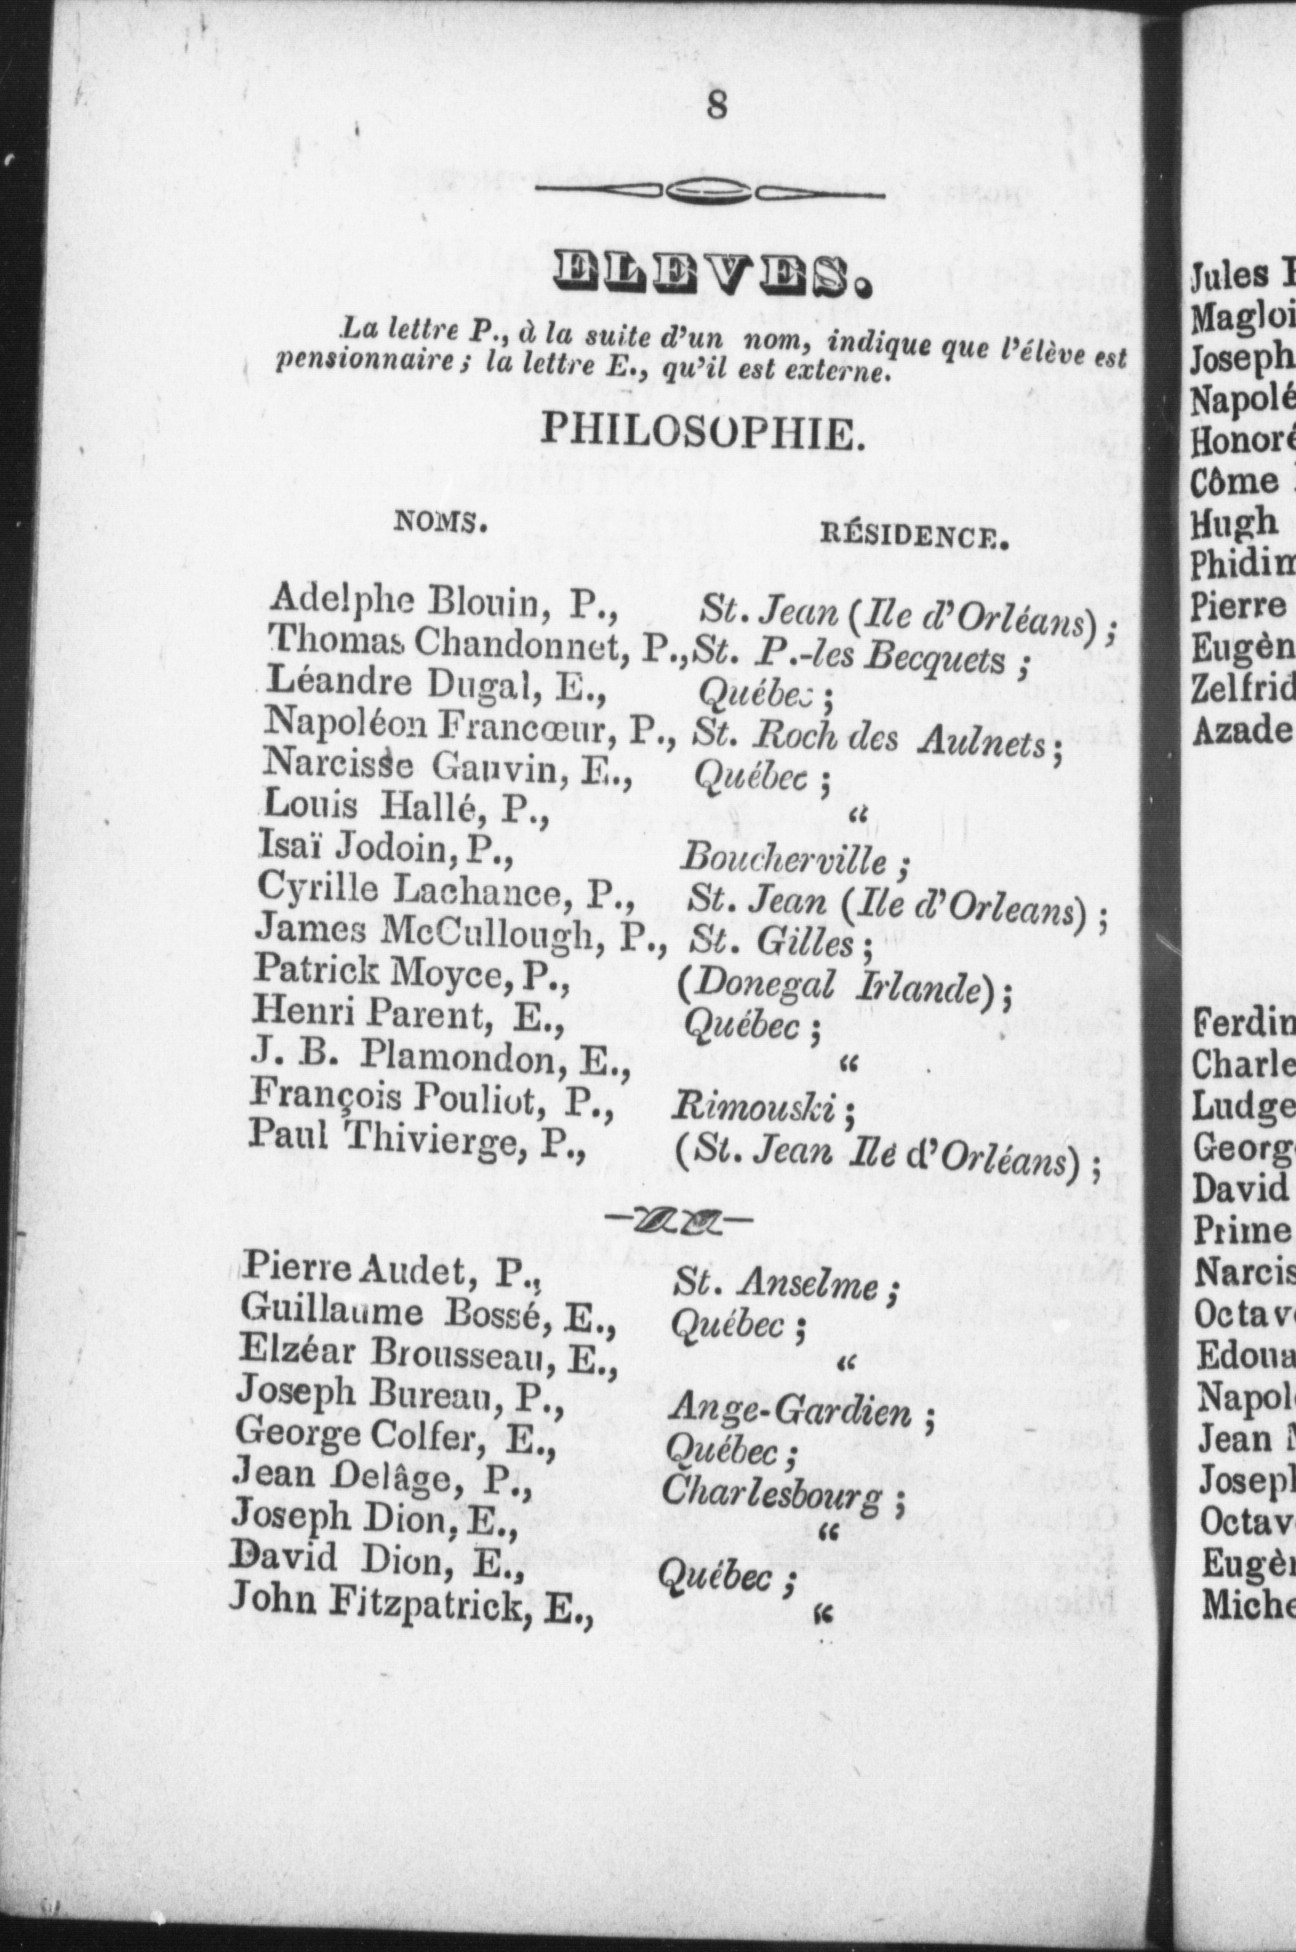 8
ELEVES.
La lettre P., à la suite d'un nom, indique que l'élève est
pensionnaire; la lettre E., qu'il est externe.
PHILOSOPHIE.
NOMS. RÉSIDENCE.
Adelphe Blouin, P., St. Jean (Ile d'Orléans);
Thomas Chandonnet, P., St. P.-les Becquets;
Léandre Dugal, E., Québec;
Napoléon Francœur, P., St. Roch des Aulnets;
Narcisse Gauvin, E., Québec;
Louis Hallé, P., "
Isaï Jodoin, P., Boucherville;
Cyrille Lachance, P., St. Jean (Ile d'Orleans);
James McCullough, P., St. Gilles;
Patrick Moyce, P., (Donegal Irlande);
Henri Parent, E., Québec;
J. B. Plamondon, E., "
François Pouliot, P., Rimouski;
Paul Thivierge, P., (St. Jean Ile d'Orléans);
Pierre Audet, P., St. Anselme;
Guillaume Bossé, E., Québec;
Elzéar Brousseau, E., "
Joseph Bureau, P., Ange-Gardien;
George Colfer, E., Québec;
Jean Delâge, P., Charlesbourg;
Joseph Dion, E., "
David Dion, E., Québec;
John Fitzpatrick, E., "
Jules
Magloi
Joseph
Napolé
Honoré
Côme
Hugh
Phidim
Pierre
Eugèn
Zelfrid
Azade
Ferdin
Charle
Ludge
Georg
David
Prime
Narcis
Octav
Edoua
Napol
Jean
Joseph
Octav
Eugèn
Miche